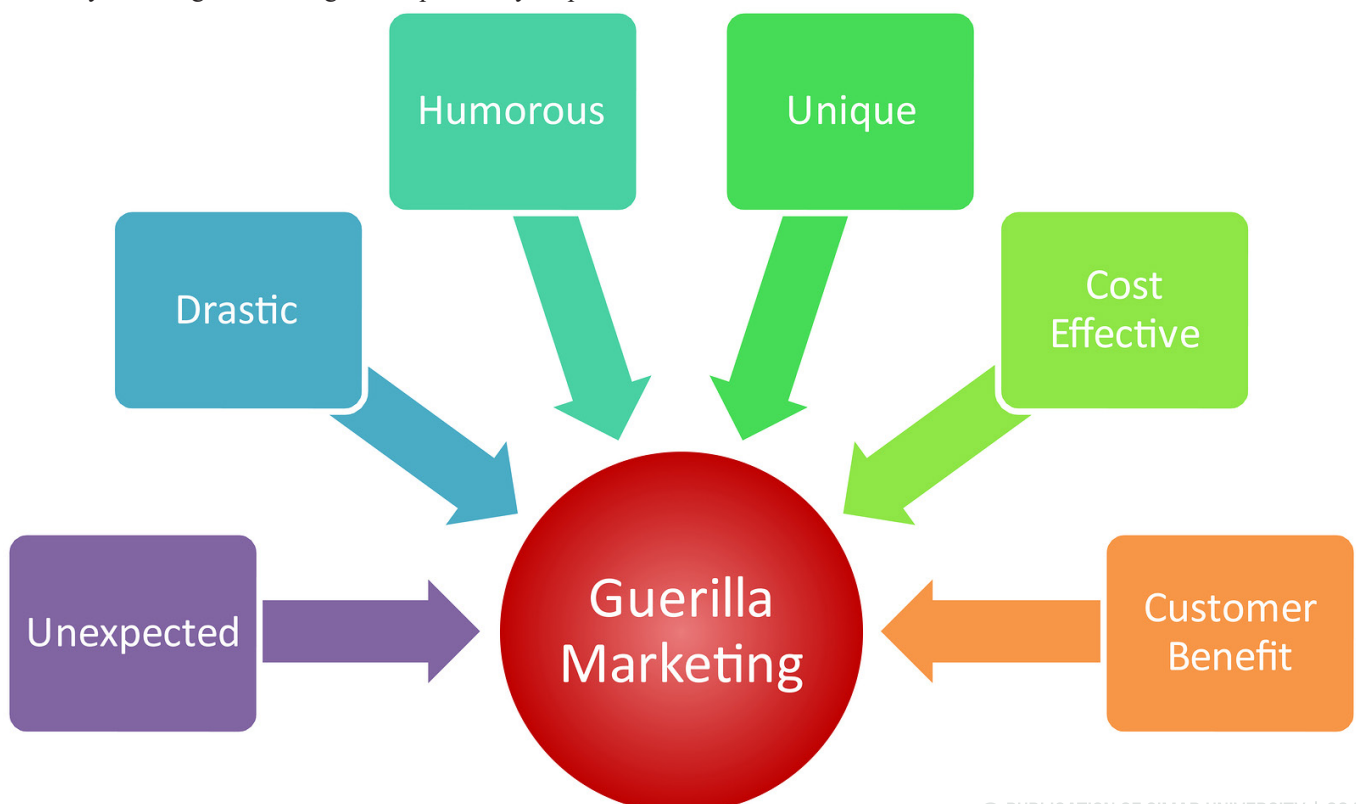 Humorous
Unique
Drastic
Cost
Effective
Unexpected
Guerilla
Marketing
Customer
Benefit